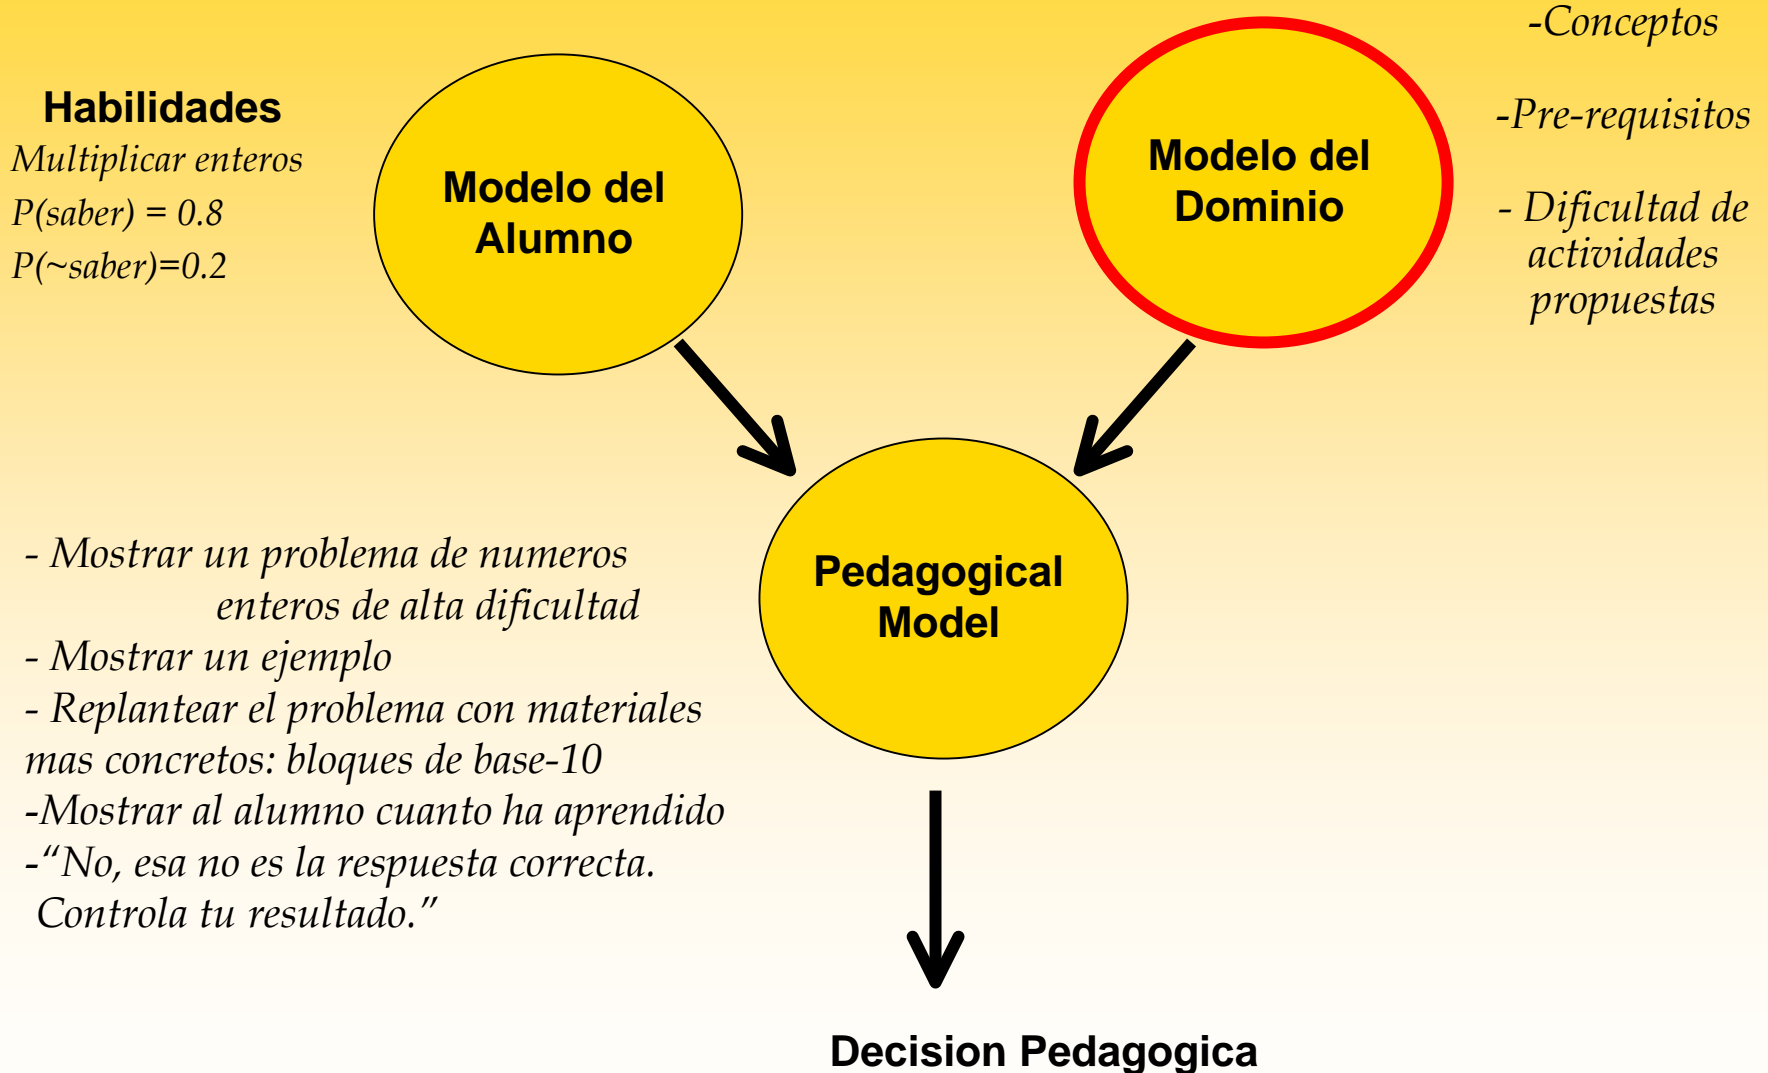 Habilidades
Multiplicar enteros
P(saber) = 0.8
P(~saber)=0.2
Modelo del
Alumno
Modelo del
Dominio
-Conceptos
-Pre-requisitos
- Dificultad de
actividades
propuestas
- Mostrar un problema de numeros
enteros de alta dificultad
- Mostrar un ejemplo
- Replantear el problema con materiales
mas concretos: bloques de base-10
-Mostrar al alumno cuanto ha aprendido
-“No, esa no es la respuesta correcta.
Controla tu resultado.”
Pedagogical
Model
Decision Pedagogica